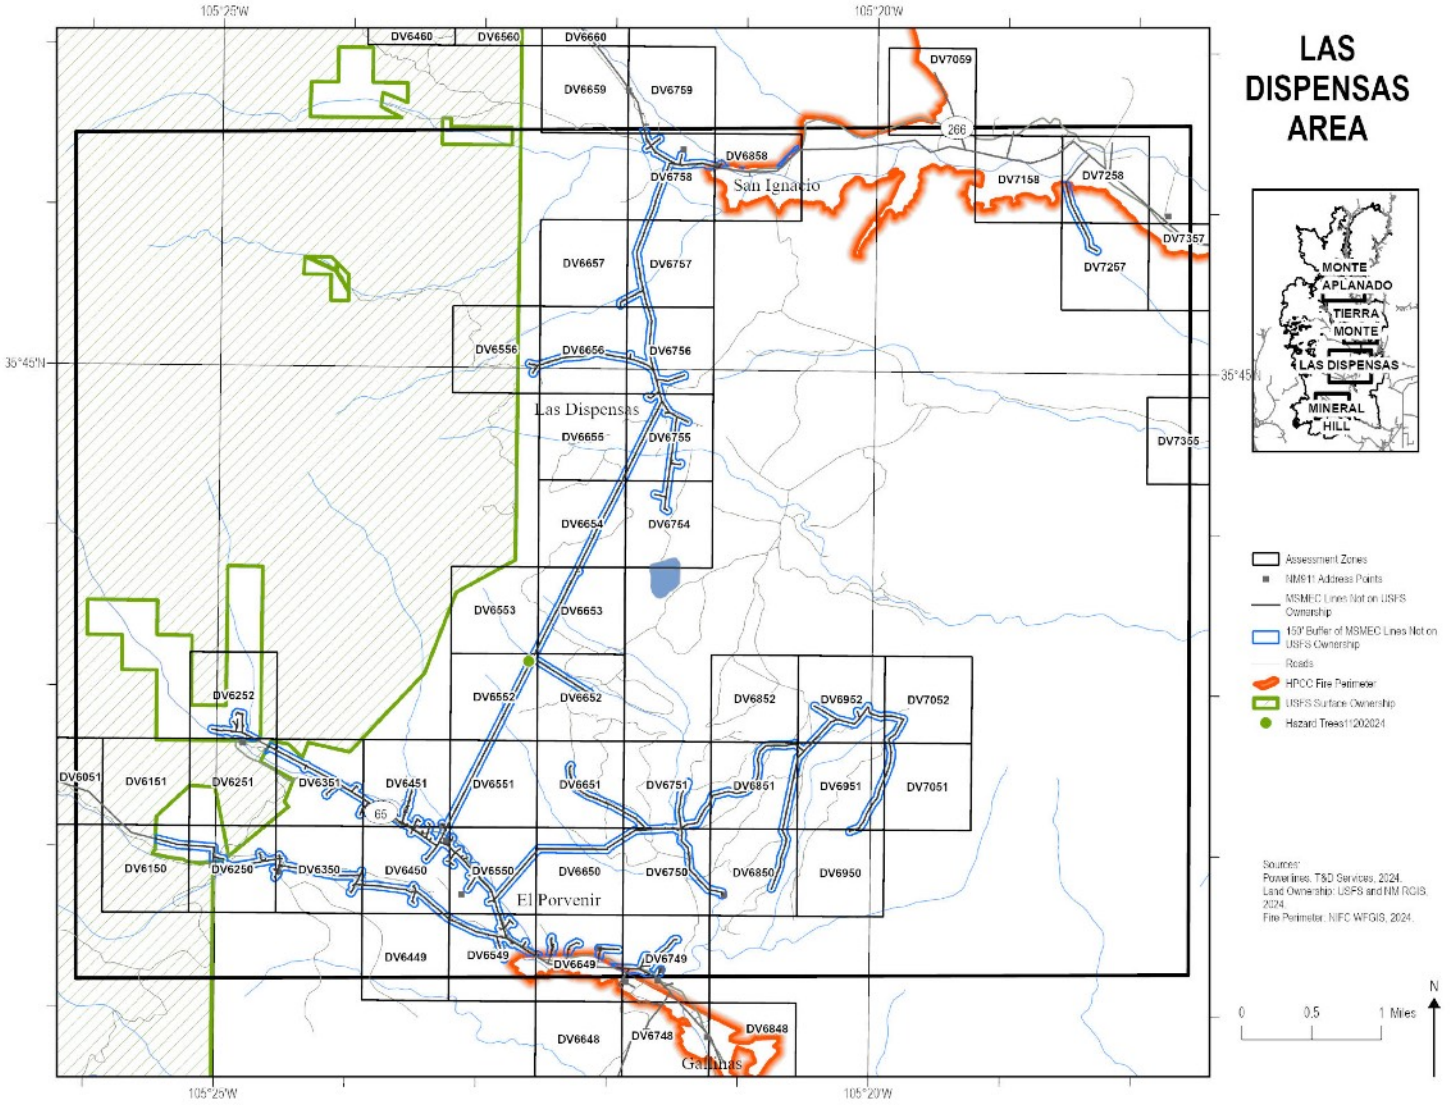 105°25'W
105°20'W
LAS
DISPENSAS
AREA
DV6460
DV6560
DV6660
DV7059
DV6659
DV6759
266
DV6858
DV6758
San Ignacio
DV7158
DV7258
DV7357
DV6657
DV6757
DV7257
MONTE
APLANADO
TIERRA
MONTE
LAS DISPENSAS
MINERAL
HILL
35°45'N
DV6556
DV6656
DV6756
35°45'N
Las Dispensas
DV6655
DV6755
DV7355
DV6654
DV6754
Assessment Zones
NM911 Address Points
MSMEC Lines Not on USFS
Ownership
150' Buffer of MSMEC Lines Not on
USFS Ownership
Roads
HPCC Fire Perimeter
USFS Surface Ownership
Hazard Trees11202024
DV6553
DV6653
DV6252
DV6552
DV6652
DV6852
DV6952
DV7052
DV6051
DV6151
DV6251
DV6351
DV6451
DV6551
DV6651
DV6751
DV6851
DV6951
DV7051
65
DV6150
DV6250
DV6350
DV6450
DV6550
DV6650
DV6750
DV6850
DV6950
El Porvenir
Sources:
Powerlines: T&D Services, 2024.
Land Ownership: USFS and NM RGIS,
2024.
Fire Perimeter: NIFC WFGIS, 2024.
DV6449
DV6549
DV6649
DV6749
N
0 0.5 1 Miles
DV6648
DV6748
DV6848
Gallinas
105°25'W
105°20'W